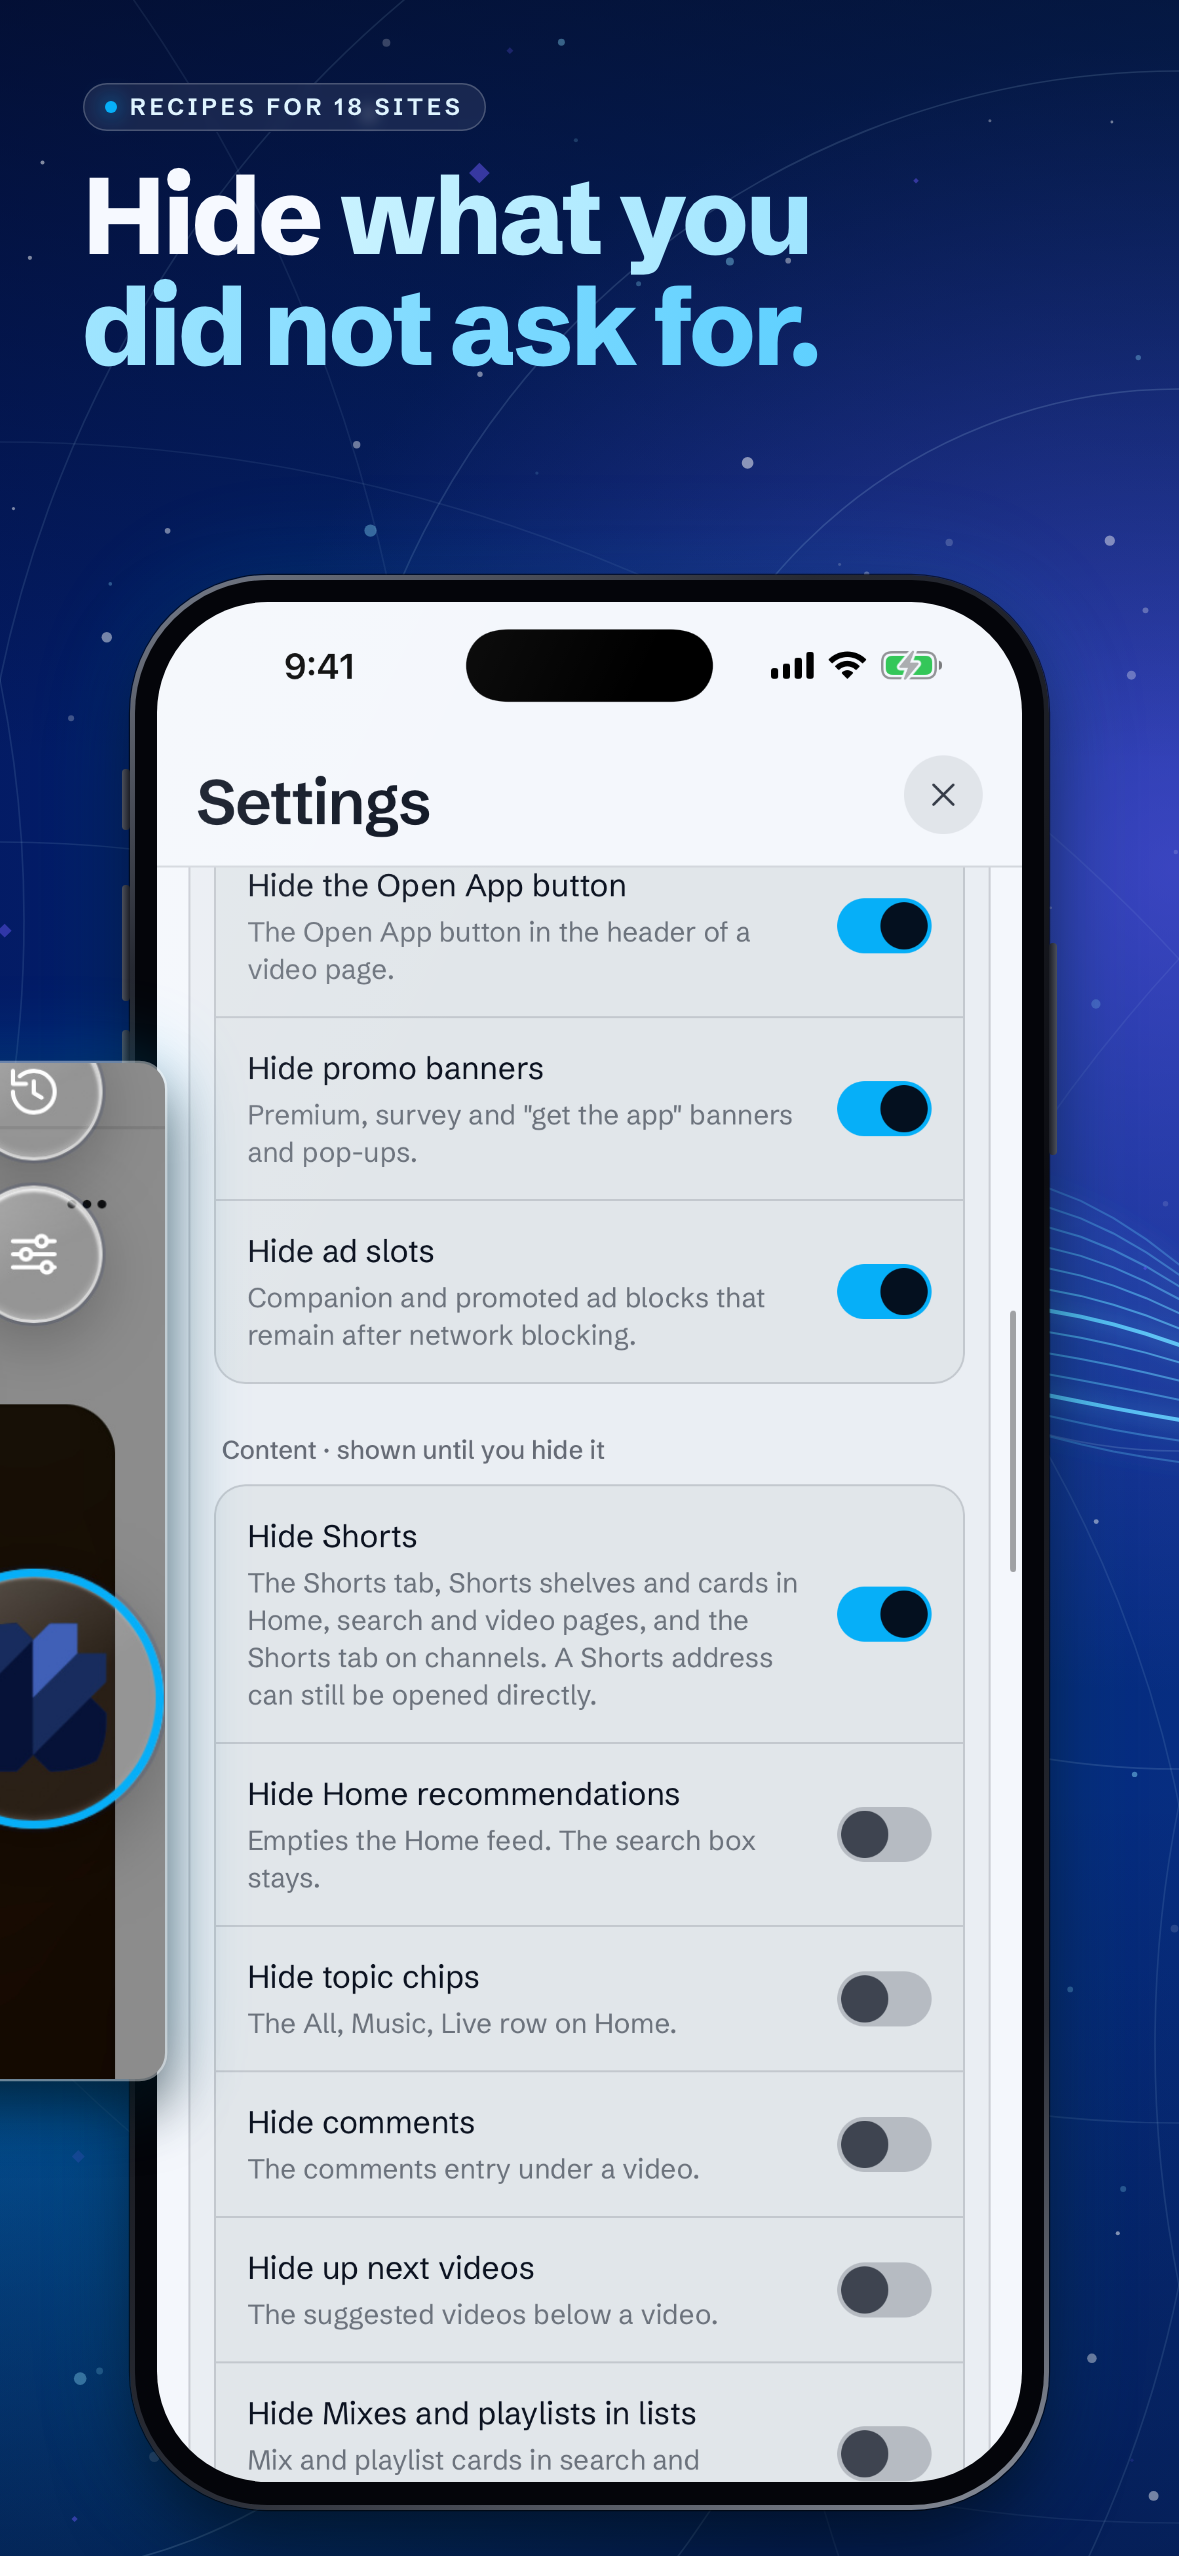 RECIPES FOR 18 SITES
Hide what you
did not ask for.
9:41
Settings
Hide the Open App button
The Open App button in the header of a
video page.
Hide promo banners
Premium, survey and "get the app" banners
and pop-ups.
Hide ad slots
Companion and promoted ad blocks that
remain after network blocking.
Content · shown until you hide it
Hide Shorts
The Shorts tab, Shorts shelves and cards in
Home, search and video pages, and the
Shorts tab on channels. A Shorts address
can still be opened directly.
Hide Home recommendations
Empties the Home feed. The search box
stays.
Hide topic chips
The All, Music, Live row on Home.
Hide comments
The comments entry under a video.
Hide up next videos
The suggested videos below a video.
Hide Mixes and playlists in lists
Mix and playlist cards in search and